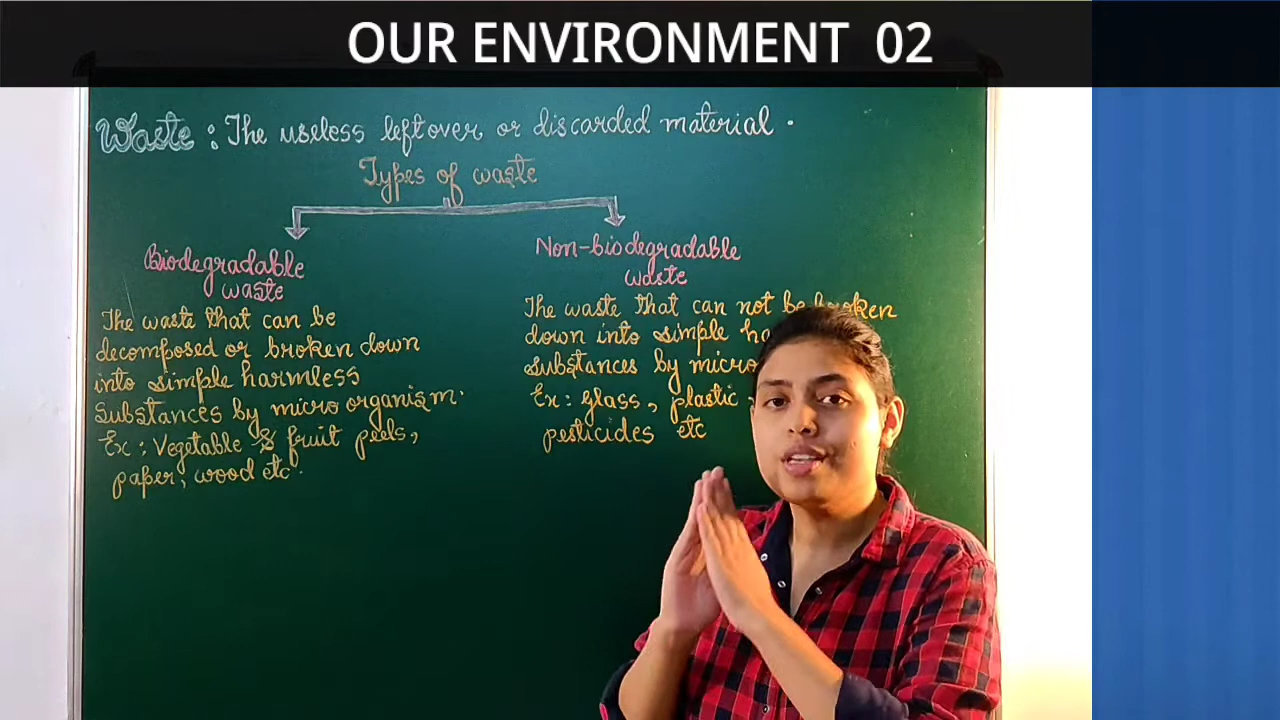 OUR ENVIRONMENT 02
Waste : The useless leftover or discarded material .
Types of waste
Biodegradable
waste
The waste that can be
decomposed or broken down
into simple harmless
substances by micro organism.
Ex : Vegetable & fruit peels,
paper, wood etc.
Non-biodegradable
waste
The waste that can not be broken
down into simple
substances by micro
Ex : glass, plastic
pesticides etc